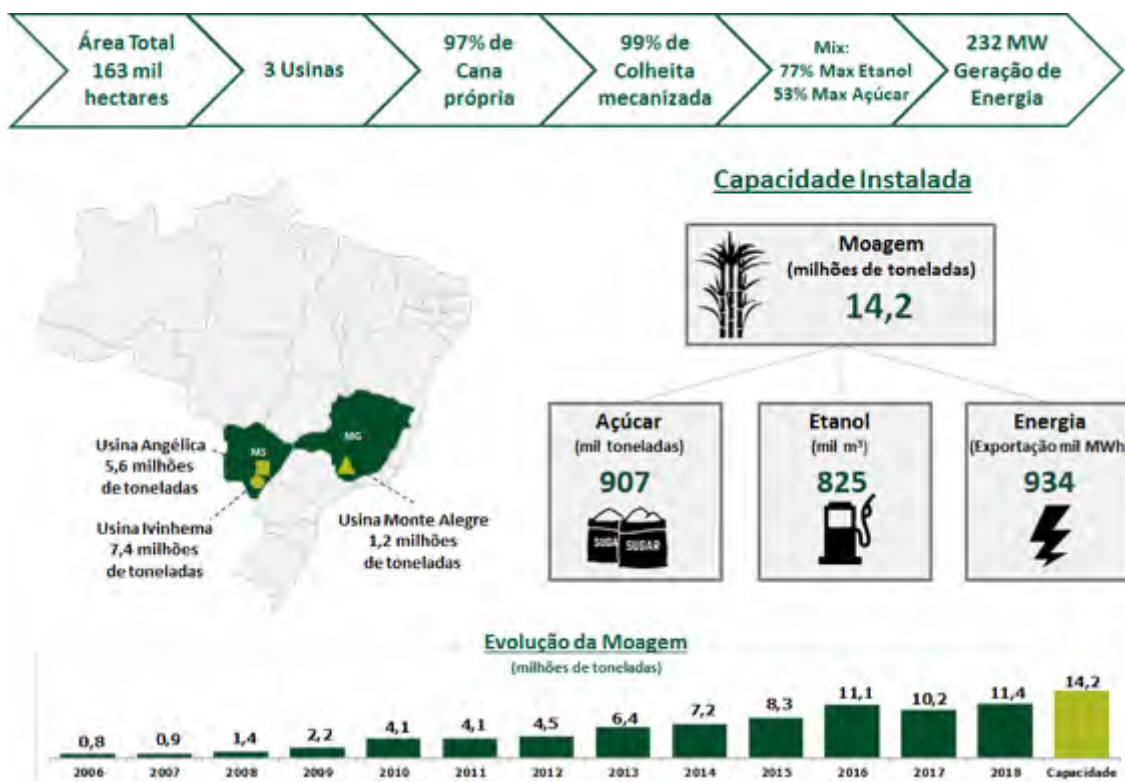 Área Total
163 mil
hectares
3 Usinas
97% de
Cana
própria
99% de
Colheita
mecanizada
Mix:
77% Max Etanol
53% Max Açúcar
232 MW
Geração de
Energia
Capacidade Instalada
Moagem
(milhões de toneladas)
14,2
Açúcar
(mil toneladas)
907
SUGA
SUGAR
Etanol
(mil m³)
825
Energia
(Exportação mil MWh
934
MS
MG
Usina Angélica
5,6 milhões
de toneladas
Usina Ivinhema
7,4 milhões
de toneladas
Usina Monte Alegre
1,2 milhões
de toneladas
Evolução da Moagem
(milhões de toneladas)
0,8 0,9 1,4 2,2 4,1 4,1 4,5 6,4 7,2 8,3 11,1 10,2 11,4 14,2
2006 2007 2008 2009 2010 2011 2012 2013 2014 2015 2016 2017 2018 Capacidade